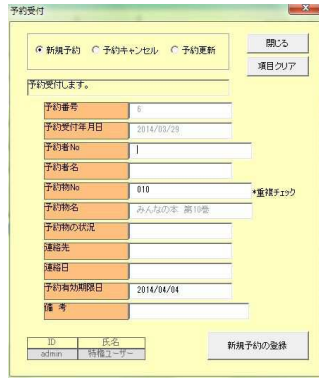 予約受付
新規予約 予約キャンセル 予約更新
閉じる
項目クリア
予約受付します。
予約番号 6
予約受付年月日 2014/03/29
予約者No
予約者名
予約物No 010 *重複チェック
予約物名 みんなの本 第10巻
予約物の状況
連絡先
連絡日
予約有効期限日 2014/04/04
備 考
ID 氏名
admin 特権ユーザー
新規予約の登録